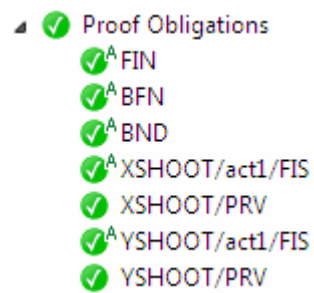 Proof Obligations
A FIN
A BFN
A BND
A XSHOOT/act1/FIS
XSHOOT/PRV
A YSHOOT/act1/FIS
YSHOOT/PRV